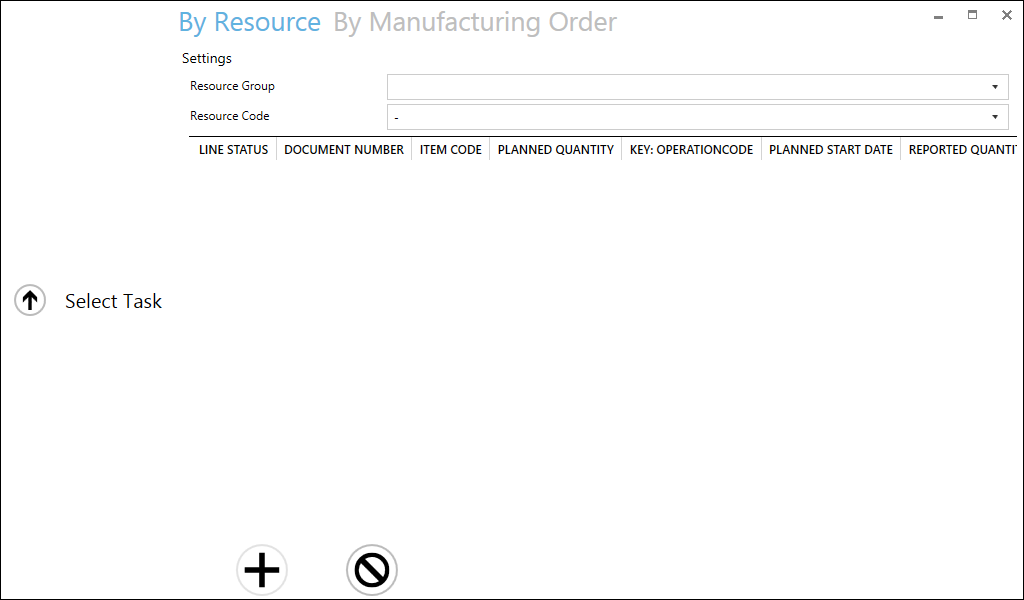 By Resource By Manufacturing Order
Settings
Resource Group
Resource Code -
LINE STATUS DOCUMENT NUMBER ITEM CODE PLANNED QUANTITY KEY: OPERATIONCODE PLANNED START DATE REPORTED QUANTI
Select Task